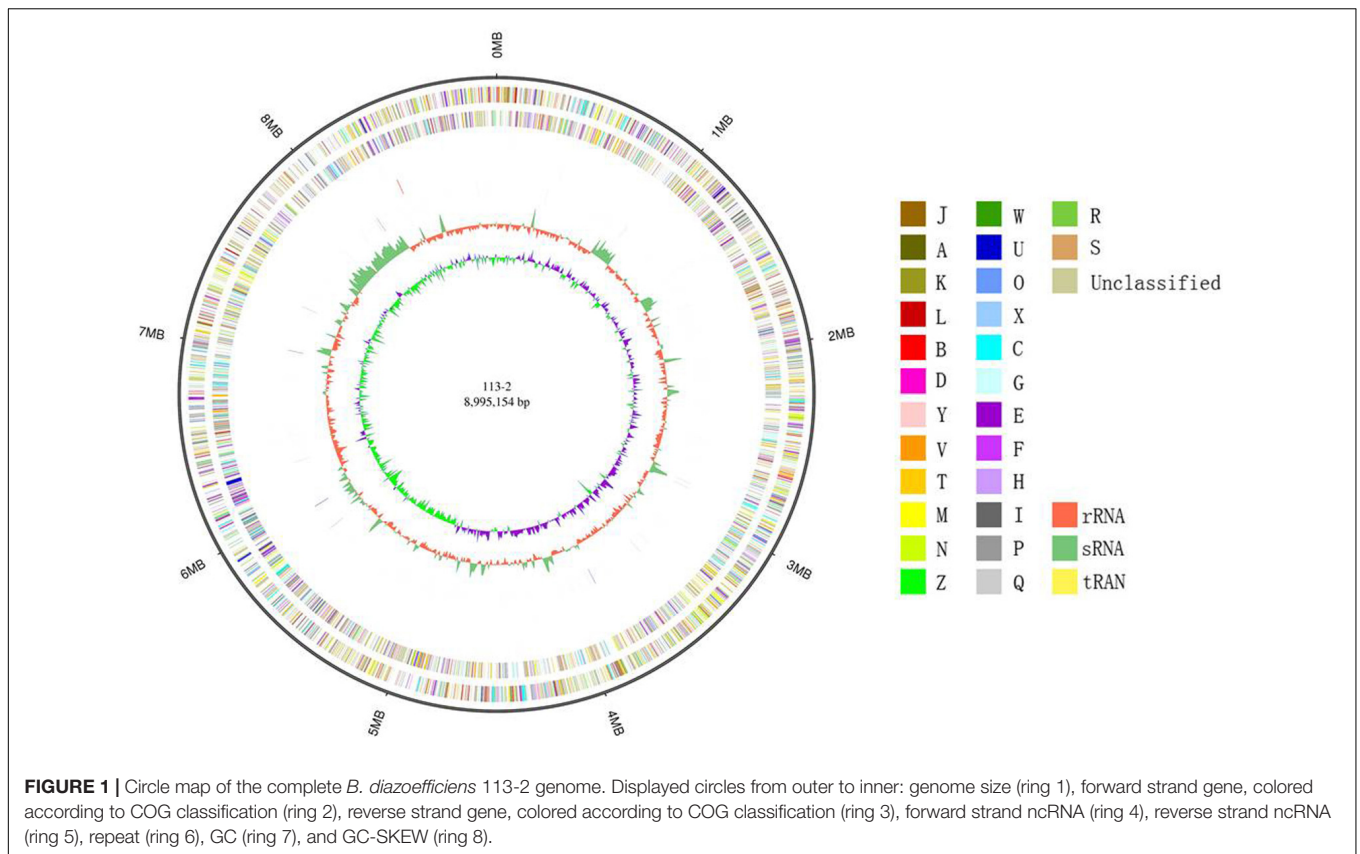 0MB
1MB
2MB
3MB
4MB
5MB
6MB
7MB
8MB
113-2
8,995,154 bp
J
A
K
L
B
D
Y
V
T
M
N
Z
W
U
O
X
C
G
E
F
H
I
P
Q
R
S
Unclassified
rRNA
sRNA
tRAN
FIGURE 1 | Circle map of the complete B. diazoefficiens 113-2 genome. Displayed circles from outer to inner: genome size (ring 1), forward strand gene, colored
according to COG classification (ring 2), reverse strand gene, colored according to COG classification (ring 3), forward strand ncRNA (ring 4), reverse strand ncRNA
(ring 5), repeat (ring 6), GC (ring 7), and GC-SKEW (ring 8).